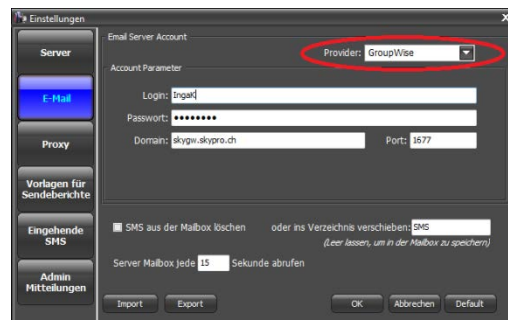 Einstellungen
X
Server
E-Mail
Proxy
Vorlagen für
Sendeberichte
Eingehende
SMS
Admin
Mitteilungen
Email Server Account
Provider: GroupWise
Account Parameter
Login: IngaK
Passwort: ●●●●●●●●
Domain: skygw.skypro.ch Port: 1677
SMS aus der Mailbox löschen oder ins Verzeichnis verschieben: SMS
(Leer lassen, um in der Mailbox zu speichern)
Server Mailbox jede 15 Sekunde abrufen
Import Export OK Abbrechen Default